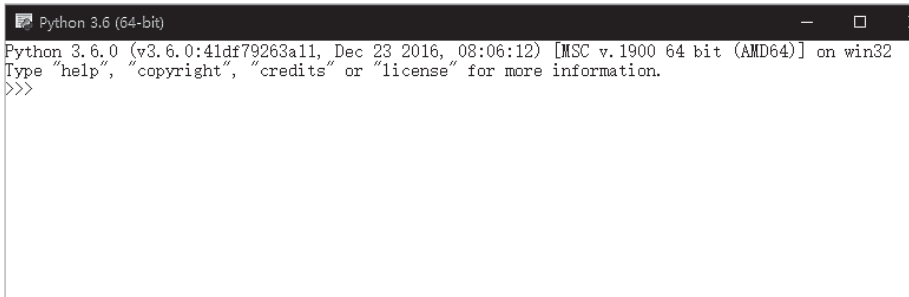 Python 3.6 (64-bit)
Python 3.6.0 (v3.6.0:41df79263a11, Dec 23 2016, 08:06:12) [MSC v.1900 64 bit (AMD64)] on win32
Type "help", "copyright", "credits" or "license" for more information.
>>>